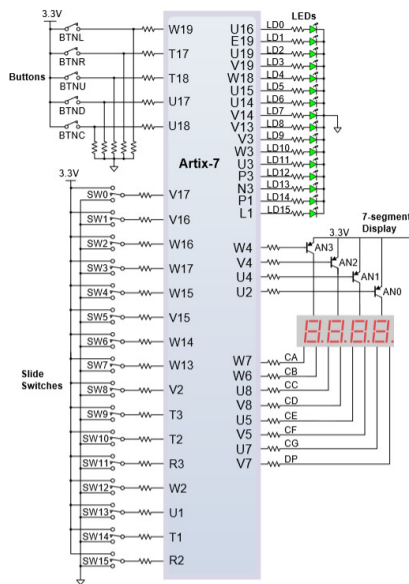 3.3V
BTNL
BTNR
BTNU
BTND
BTNC
Buttons
W19
T17
T18
U17
U18
Artix-7
LEDs
U16 LD0
E19 LD1
U19 LD2
V19 LD3
W18 LD4
U15 LD5
U14 LD6
V14 LD7
V13 LD8
V3 LD9
W3 LD10
U3 LD11
P3 LD12
N3 LD13
P1 LD14
L1 LD15
3.3V
SW0 V17
SW1 V16
SW2 W16
SW3 W17
SW4 W15
SW5 V15
SW6 W14
SW7 W13
SW8 V2
SW9 T3
SW10 T2
SW11 R3
SW12 W2
SW13 U1
SW14 T1
SW15 R2
Slide
Switches
7-segment
Display
3.3V
W4 AN3
V4 AN2
U4 AN1
U2 AN0
8.8.8.8.
W7 CA
W6 CB
U8 CC
V8 CD
U5 CE
V5 CF
U7 CG
V7 DP